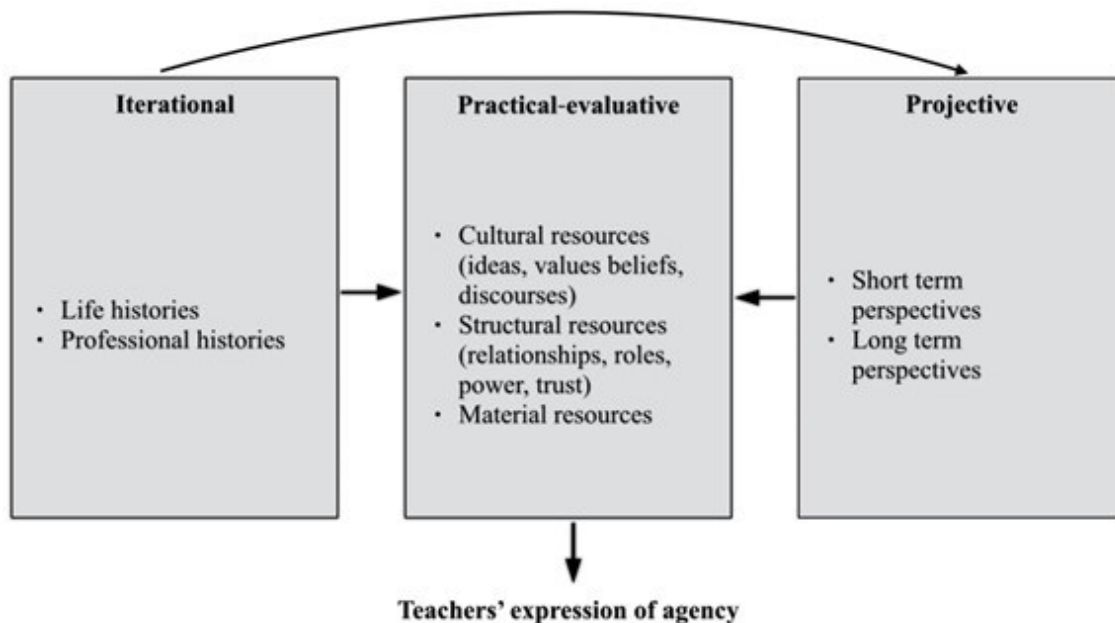 Iterational
• Life histories
• Professional histories
Practical-evaluative
• Cultural resources
(ideas, values beliefs,
discourses)
• Structural resources
(relationships, roles,
power, trust)
• Material resources
Projective
• Short term
perspectives
• Long term
perspectives
Teachers’ expression of agency